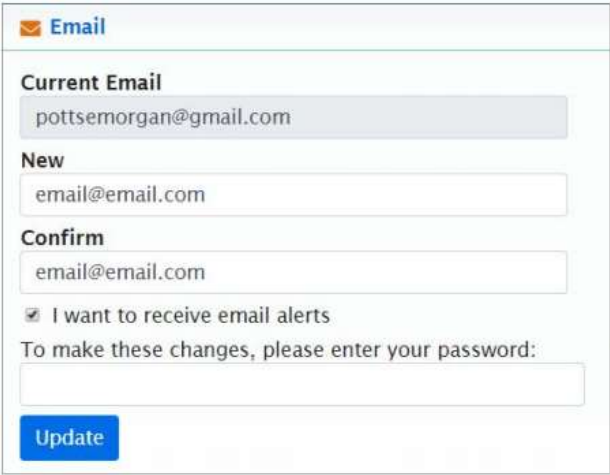 Email
Current Email
pottsemorgan@gmail.com
New
email@email.com
Confirm
email@email.com
I want to receive email alerts
To make these changes, please enter your password:
Update